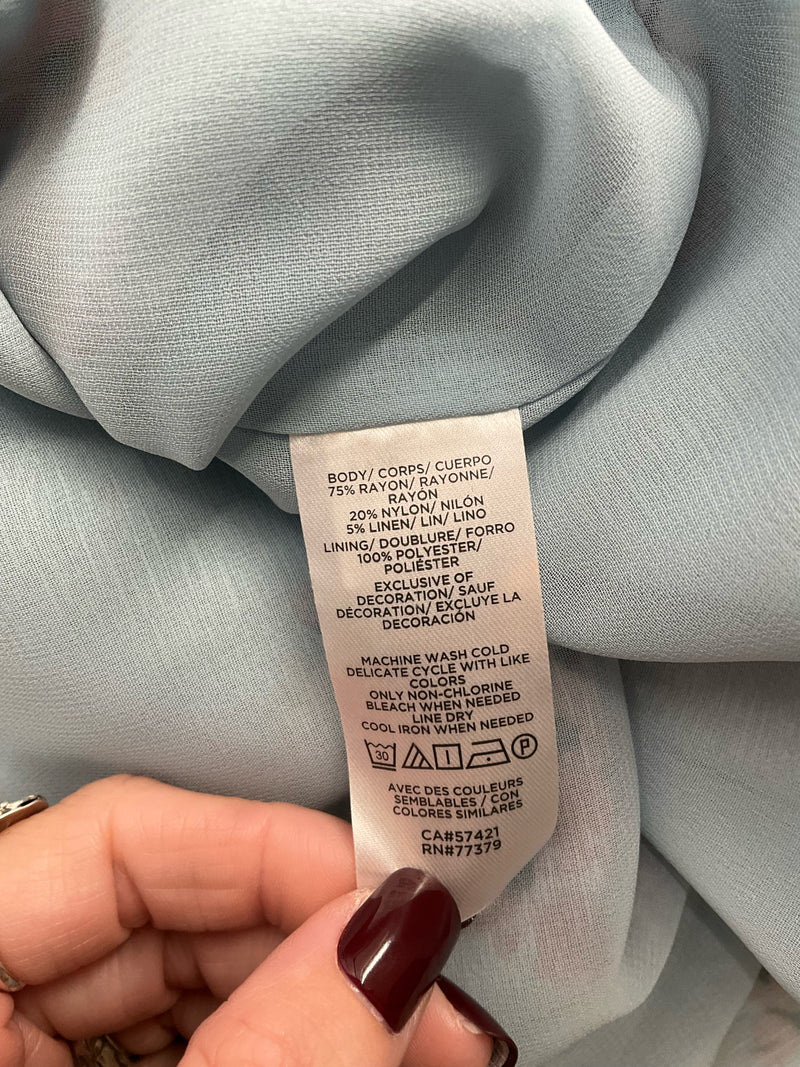 BODY/ CORPS/ CUERPO
75% RAYON/ RAYONNE/
RAYÓN
20% NYLON/ NILÓN
5% LINEN/ LIN/ LINO
LINING/ DOUBLURE/ FORRO
100% POLYESTER/
POLIÉSTER
EXCLUSIVE OF
DECORATION/ SAUF
DÉCORATION/ EXCLUYE LA
DECORACIÓN
MACHINE WASH COLD
DELICATE CYCLE WITH LIKE
COLORS
ONLY NON-CHLORINE
BLEACH WHEN NEEDED
LINE DRY
COOL IRON WHEN NEEDED
30 P
AVEC DES COULEURS
SEMBLABLES/ CON
COLORES SIMILARES
CA#57421
RN#77379